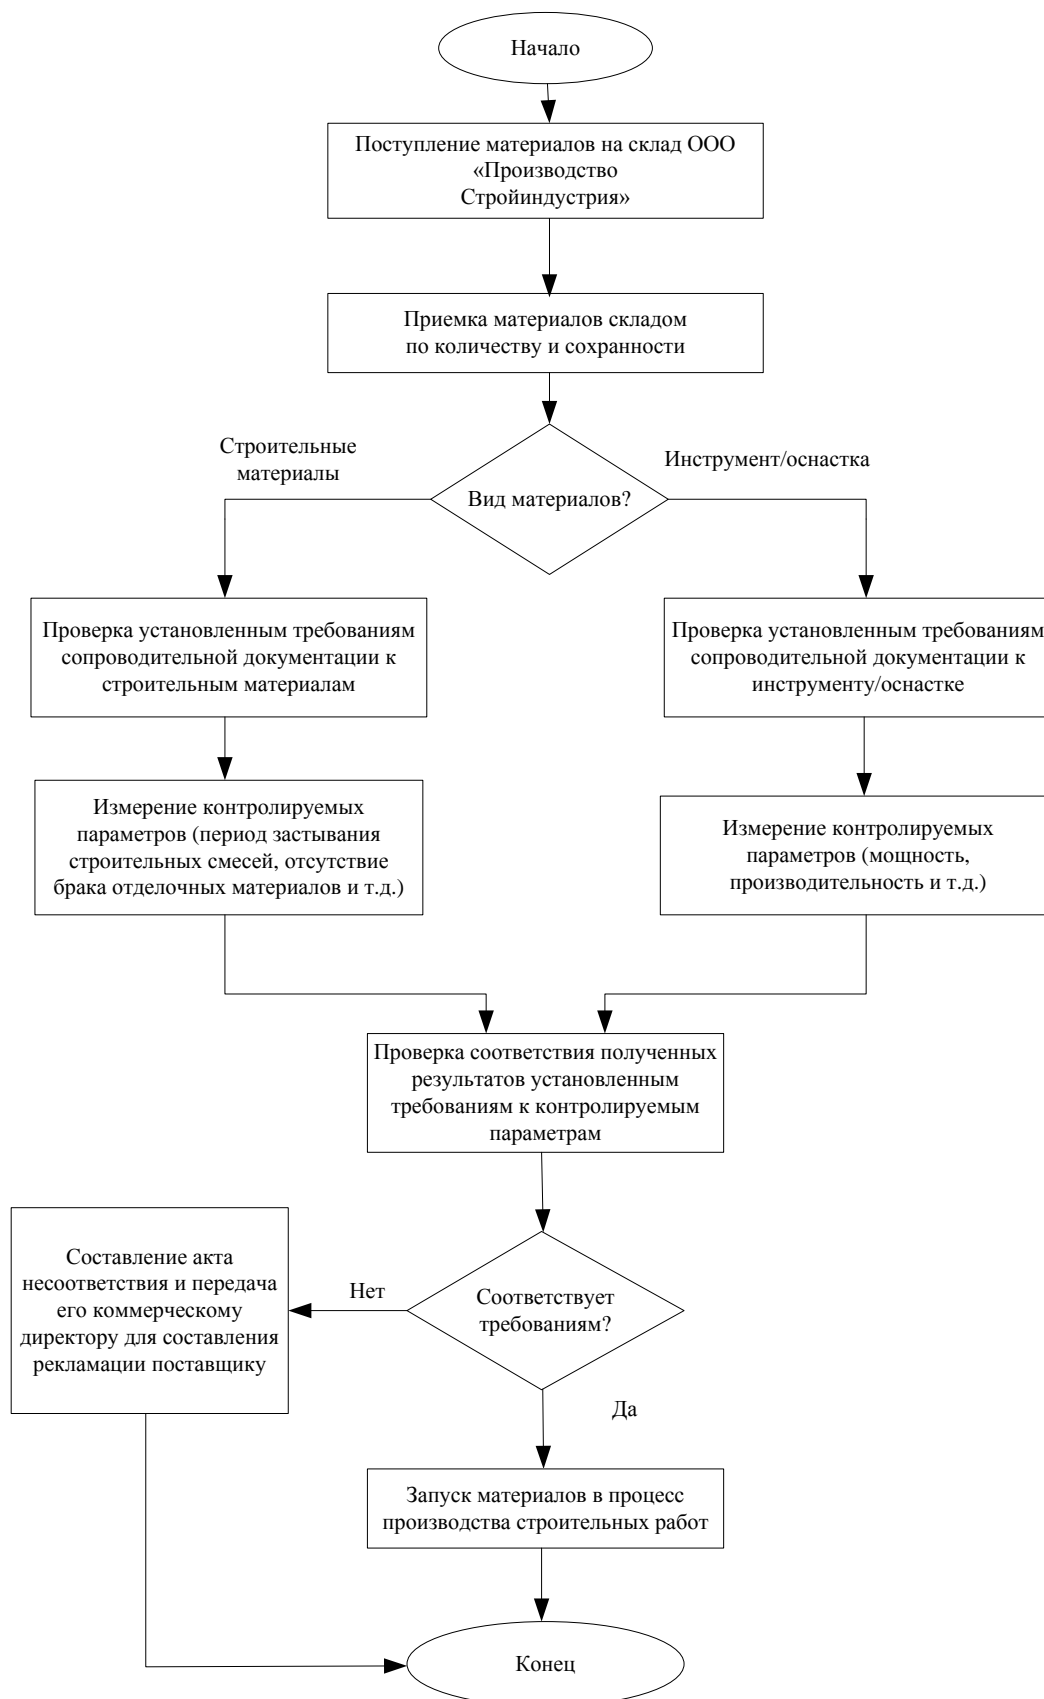 Начало
Поступление материалов на склад ООО
«Производство
Стройиндустрия»
Приемка материалов складом
по количеству и сохранности
Строительные
материалы
Инструмент/оснастка
Вид материалов?
Проверка установленным требованиям
сопроводительной документации к
строительным материалам
Проверка установленным требованиям
сопроводительной документации к
инструменту/оснастке
Измерение контролируемых
параметров (период застывания
строительных смесей, отсутствие
брака отделочных материалов и т.д.)
Измерение контролируемых
параметров (мощность,
производительность и т.д.)
Проверка соответствия полученных
результатов установленным
требованиям к контролируемым
параметрам
Составление акта
несоответствия и передача
его коммерческому
директору для составления
рекламации поставщику
Нет
Соответствует
требованиям?
Да
Запуск материалов в процесс
производства строительных работ
Конец